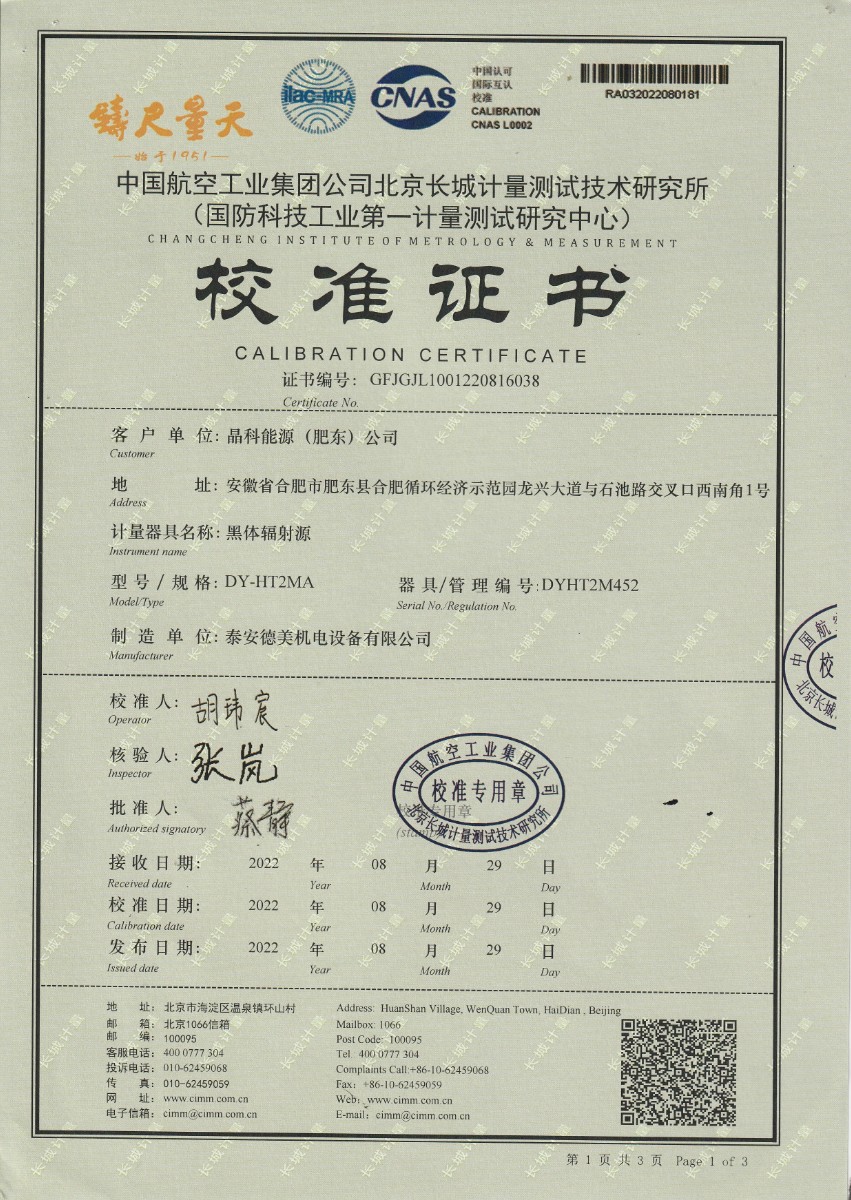 鑄尺量天
始于1951
ilac-MRA
CNAS
中国认可
国际互认
校准
CALIBRATION
CNAS L0002
RA032022080181
中国航空工业集团公司北京长城计量测试技术研究所
（国防科技工业第一计量测试研究中心）
CHANGCHENG INSTITUTE OF METROLOGY & MEASUREMENT
校准证书
CALIBRATION CERTIFICATE
证书编号： GFJGJL1001220816038
Certificate No.
客户单位：晶科能源（肥东）公司
Customer
地 址：安徽省合肥市肥东县合肥循环经济示范园龙兴大道与石池路交叉口西南角1号
Address
计量器具名称：黑体辐射源
Instrument name
型号/规格：DY-HT2MA 器具/管理编号:DYHT2M452
Model/Type Serial No./Regulation No.
制造单位：泰安德美机电设备有限公司
Manufacturer
校准人：胡玮宸
Operator
核验人：张岚
Inspector
批准人：蔡静
Authorized signatory
中国航空工业集团公司
校准专用章
北京长城计量测试技术研究所
接收日期： 2022 年 08 月 29 日
Received date Year Month Day
校准日期： 2022 年 08 月 29 日
Calibration date Year Month Day
发布日期： 2022 年 08 月 29 日
Issued date Year Month Day
地 址：北京市海淀区温泉镇环山村 Address: HuanShan Village, WenQuan Town, HaiDian , Beijing
邮 箱：北京1066信箱 Mailbox: 1066
邮 编：100095 Post Code: 100095
客服电话：400 0777 304 Tel: 400 0777 304
投诉电话：010-62459068 Complaints Call:+86-10-62459068
传 真：010-62459059 Fax: +86-10-62459059
网 址：www.cimm.com.cn Web: www.cimm.com.cn
电子信箱：cimm@cimm.com.cn E-mail: cimm@cimm.com.cn
第 1 页 共 3 页 Page 1 of 3